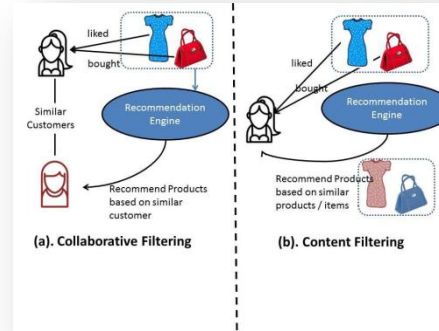 liked
bought
Similar
Customers
Recommendation
Engine
Recommend Products
based on similar
customer
(a). Collaborative Filtering
liked
bought
Recommendation
Engine
Recommend Products
based on similar
products / items
(b). Content Filtering